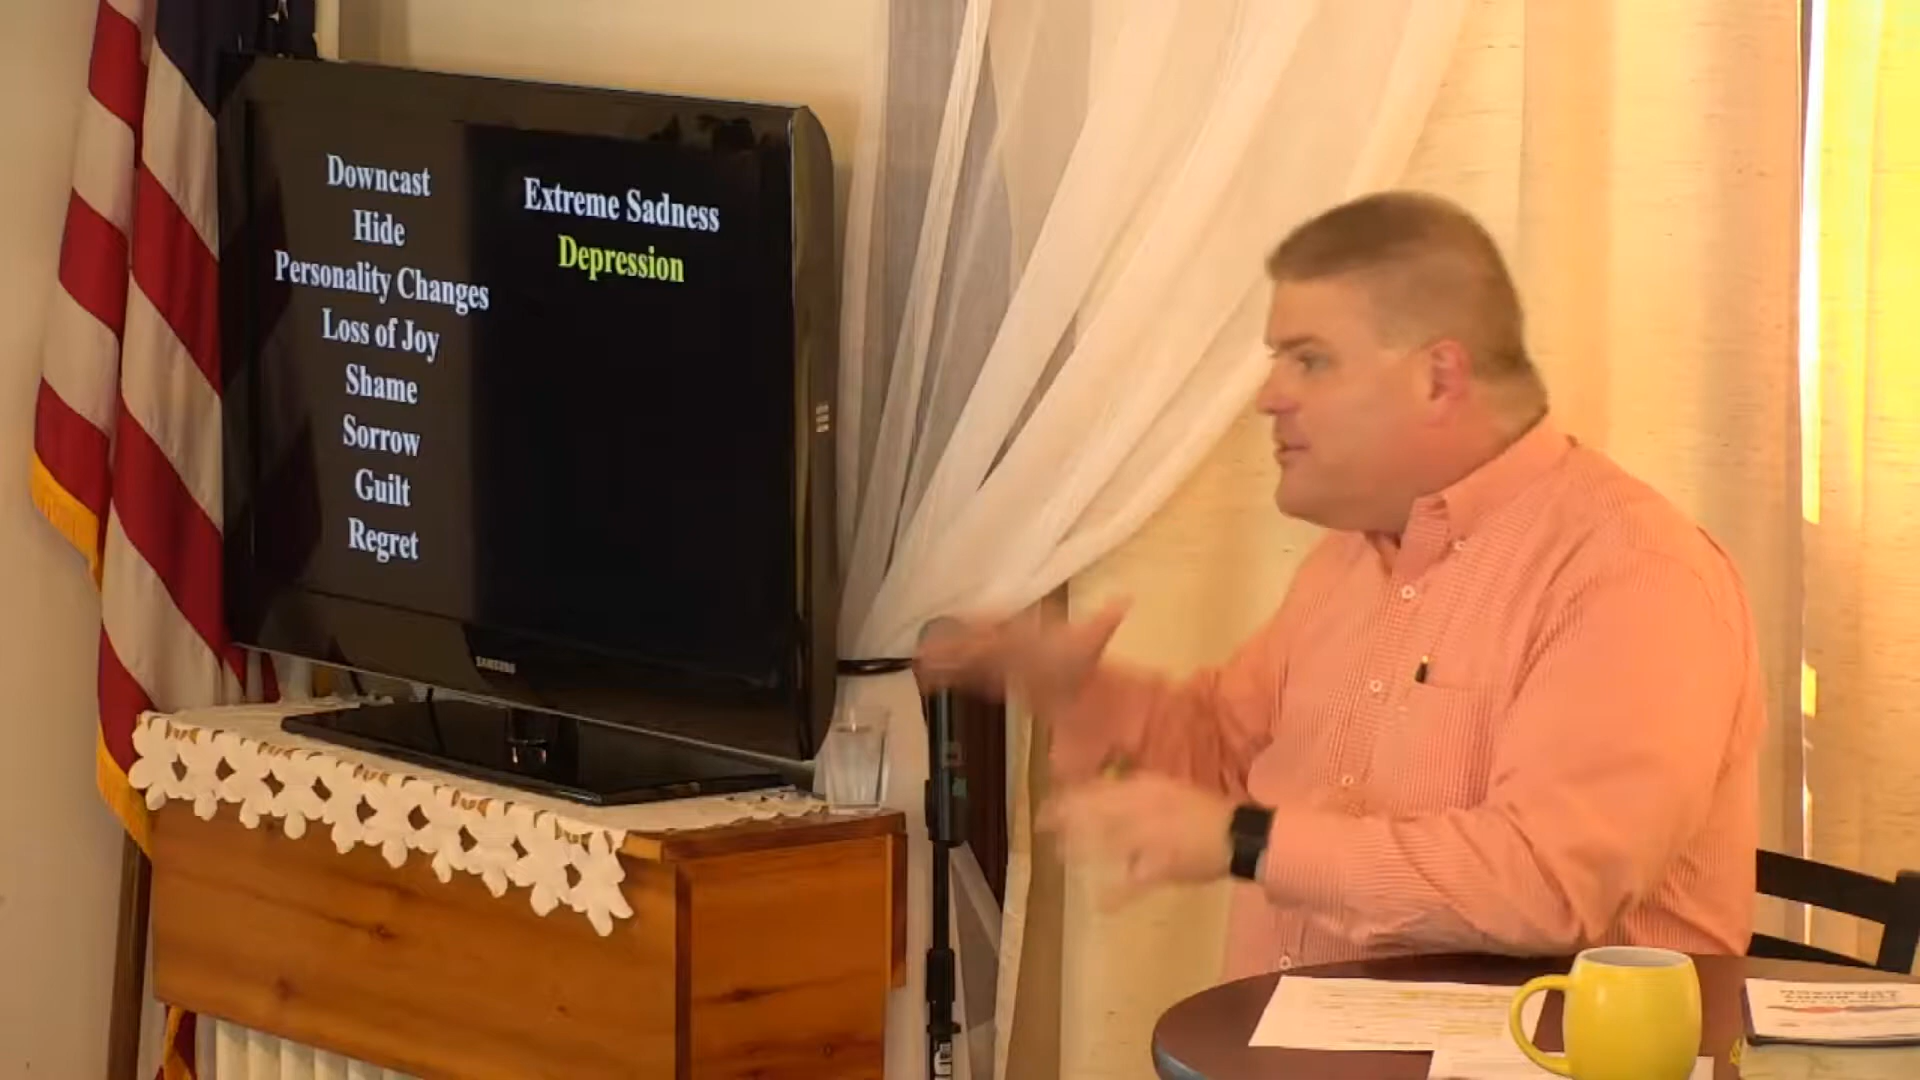 Downcast
Hide
Personality Changes
Loss of Joy
Shame
Sorrow
Guilt
Regret
Extreme Sadness
Depression
SAMSUNG